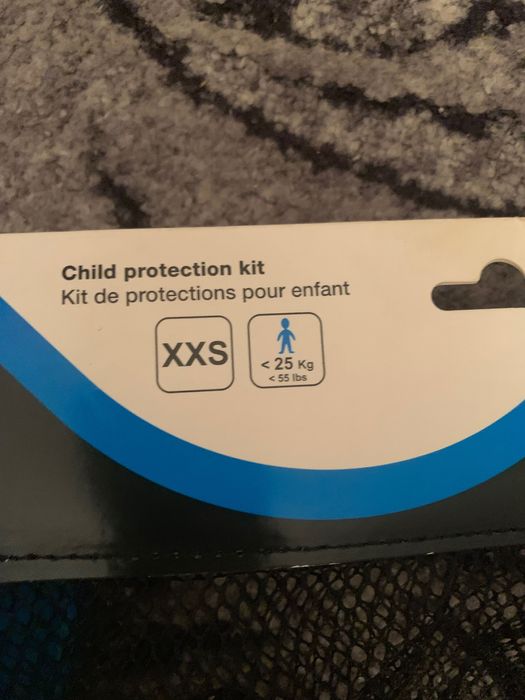 Child protection kit
Kit de protections pour enfant
XXS
< 25 Kg
< 55 lbs